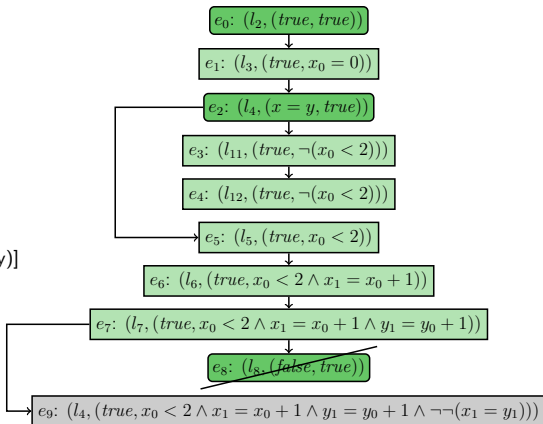 e₀: (l₂, (true, true))
e₁: (l₃, (true, x₀ = 0))
e₂: (l₄, (x = y, true))
e₃: (l₁₁, (true, ¬(x₀ < 2)))
e₄: (l₁₂, (true, ¬(x₀ < 2)))
e₅: (l₅, (true, x₀ < 2))
y)]
e₆: (l₆, (true, x₀ < 2 ∧ x₁ = x₀ + 1))
e₇: (l₇, (true, x₀ < 2 ∧ x₁ = x₀ + 1 ∧ y₁ = y₀ + 1))
e₈: (l₈, (false, true))
e₉: (l₄, (true, x₀ < 2 ∧ x₁ = x₀ + 1 ∧ y₁ = y₀ + 1 ∧ ¬¬(x₁ = y₁)))